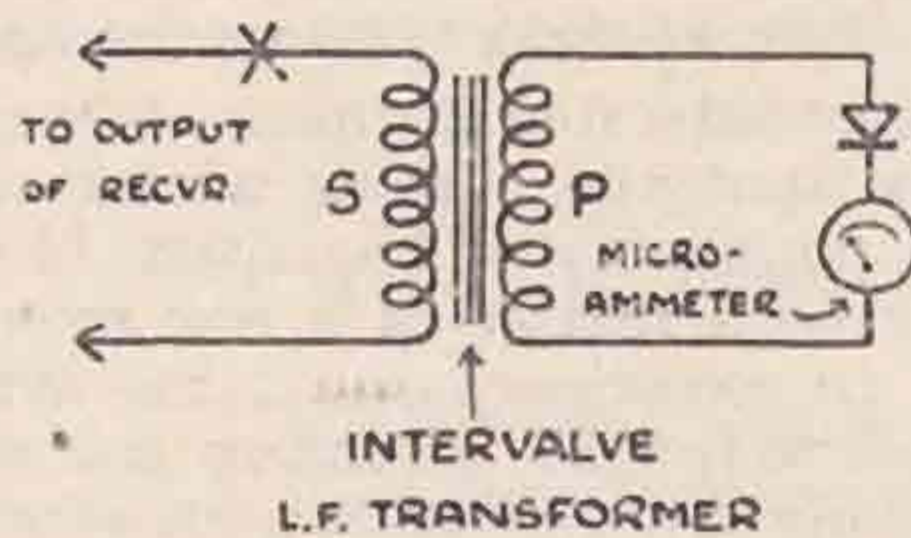 X
TO OUTPUT
OF RECVR
S
P
MICRO-
AMMETER
INTERVALVE
L.F. TRANSFORMER